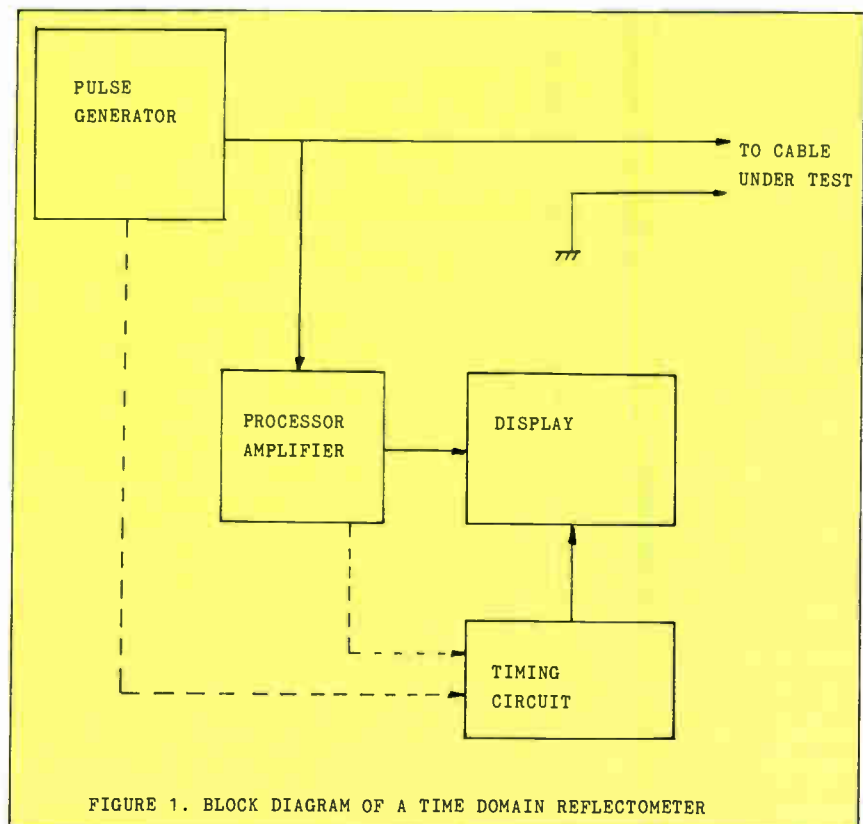 PULSE
GENERATOR
TO CABLE
UNDER TEST
PROCESSOR
AMPLIFIER
DISPLAY
TIMING
CIRCUIT
FIGURE 1. BLOCK DIAGRAM OF A TIME DOMAIN REFLECTOMETER